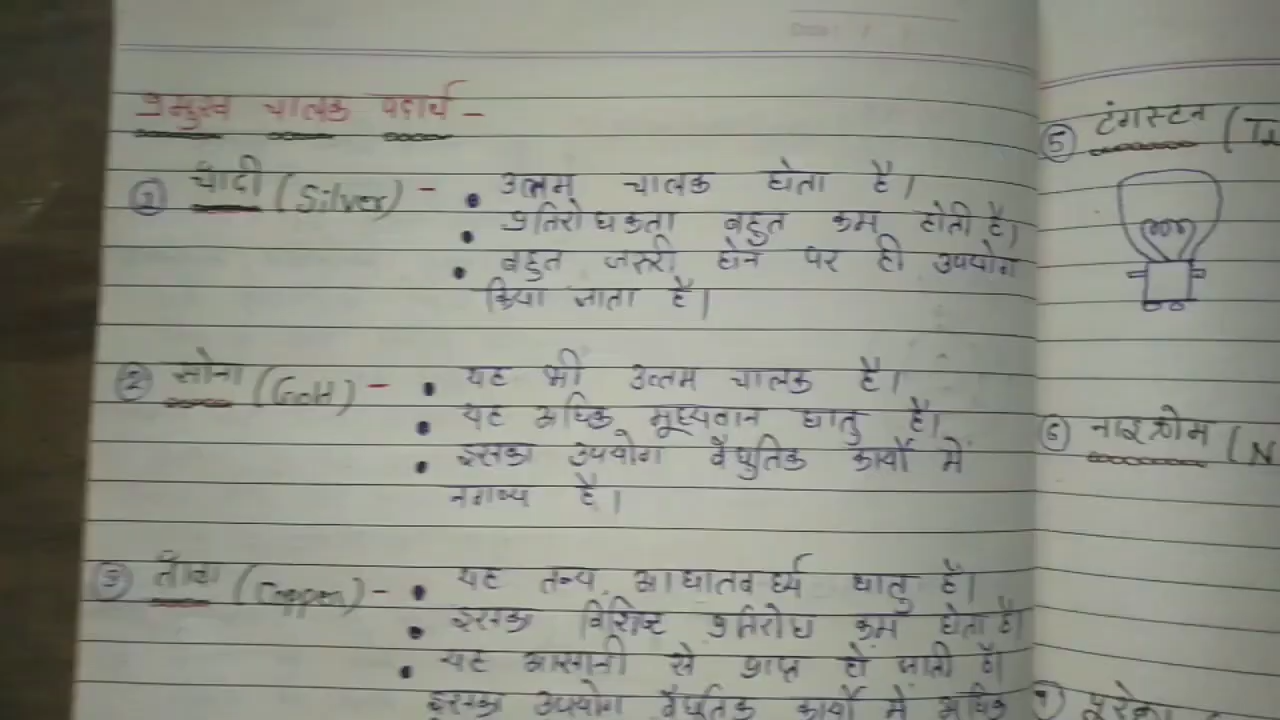 प्रमुख चालक पदार्थ -
① चाँदी (Silver) - • उत्तम चालक होता है।
• प्रतिरोधकता बहुत कम होती है।
• बहुत जरुरी होने पर ही उपयोग
किया जाता है।
② सोना (Gold) - • यह भी उत्तम चालक है।
• यह अधिक मूल्यवान धातु है।
• इसका उपयोग वैधुतिक कार्यों में
नगण्य है।
③ ताँबा (Copper) - • यह तन्य, आघातवर्ध्य धातु है।
• इसका विशिष्ट प्रतिरोध कम होता है।
• यह आसानी से प्राप्त हो जाती है।
इसका उपयोग वैधुतिक कार्यों में अधिक
⑤ टंगस्टन (
⑥ नाइक्रोम (N